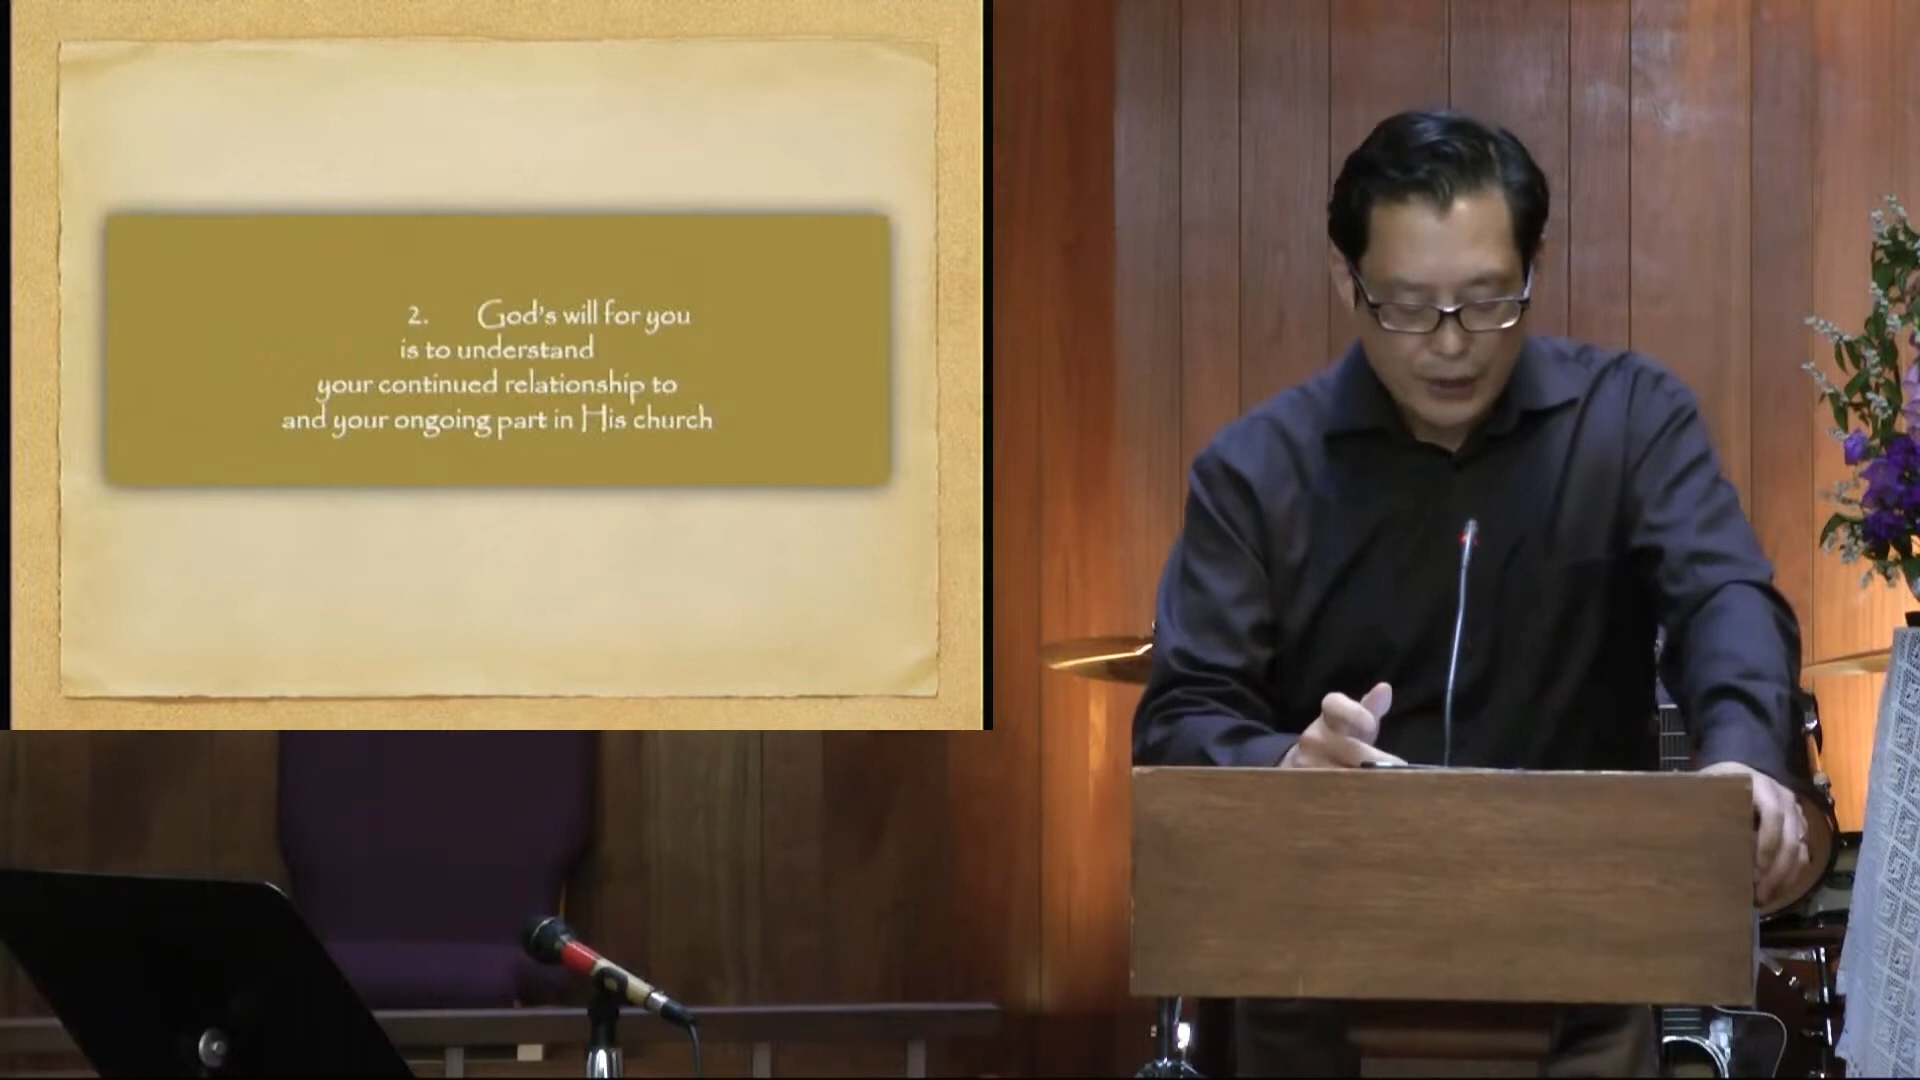 2. God's will for you
is to understand
your continued relationship to
and your ongoing part in His church